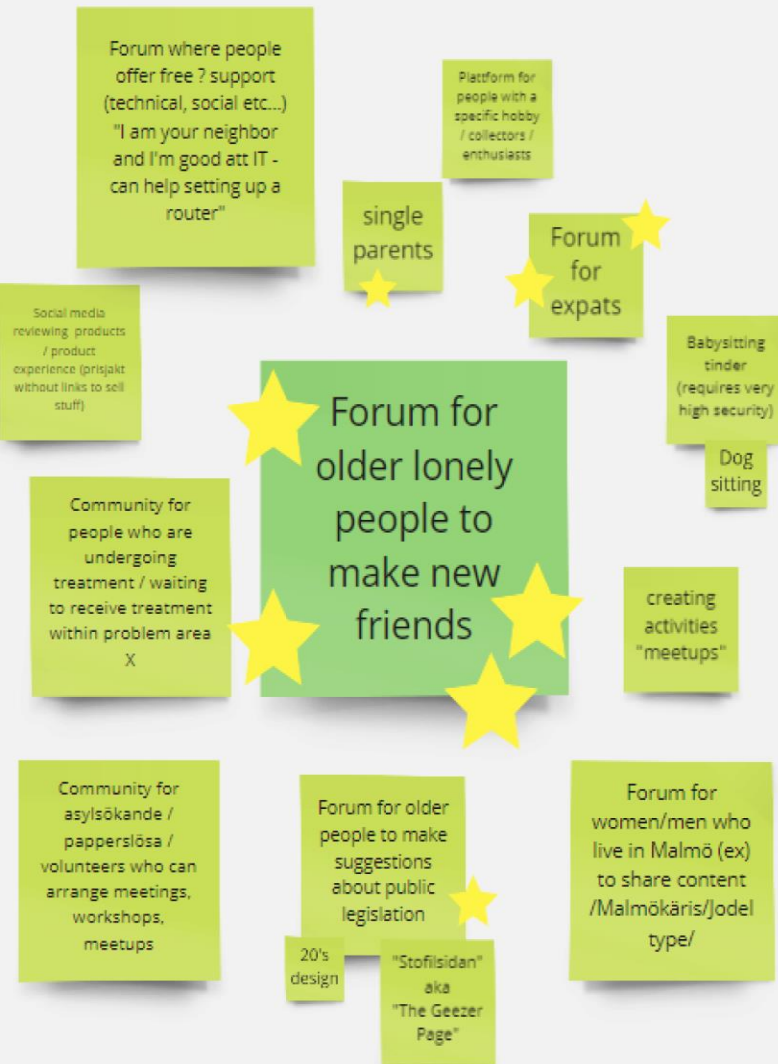 Forum where people
offer free ? support
(technical, social etc...)
"I am your neighbor
and I'm good att IT -
can help setting up a
router"
Plattform for
people with a
specific hobby
/ collectors /
enthusiasts
single
parents
Forum
for
expats
Social media
reviewing products
/ product
experience (prisjakt
without links to sell
stuff)
Babysitting
tinder
(requires very
high security)
Dog
sitting
Forum for
older lonely
people to
make new
friends
Community for
people who are
undergoing
treatment / waiting
to receive treatment
within problem area
X
creating
activities
"meetups"
Community for
asylsökande /
papperslösa /
volunteers who can
arrange meetings,
workshops,
meetups
Forum for older
people to make
suggestions
about public
legislation
20's
design
"Stofilsidan"
aka
"The Geezer
Page"
Forum for
women/men who
live in Malmö (ex)
to share content
/Malmökäris/Jodel
type/